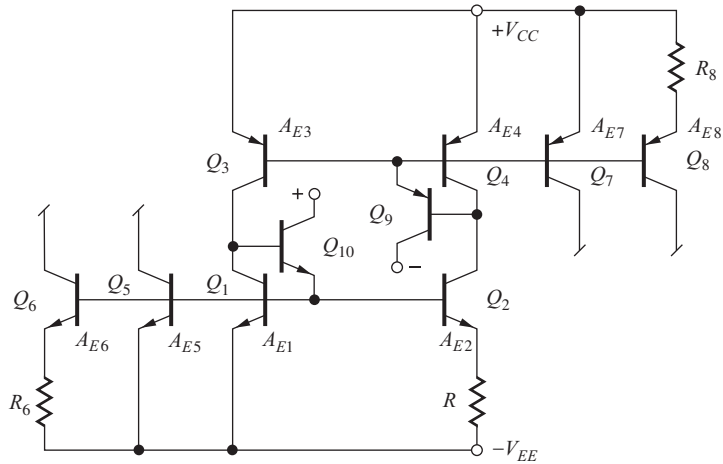 +V_CC
R_8
A_E3
A_E4
A_E7
A_E8
Q_3
Q_4
Q_7
Q_8
+
Q_9
Q_10
−
Q_6
Q_5
Q_1
Q_2
A_E6
A_E5
A_E1
A_E2
R_6
R
−V_EE